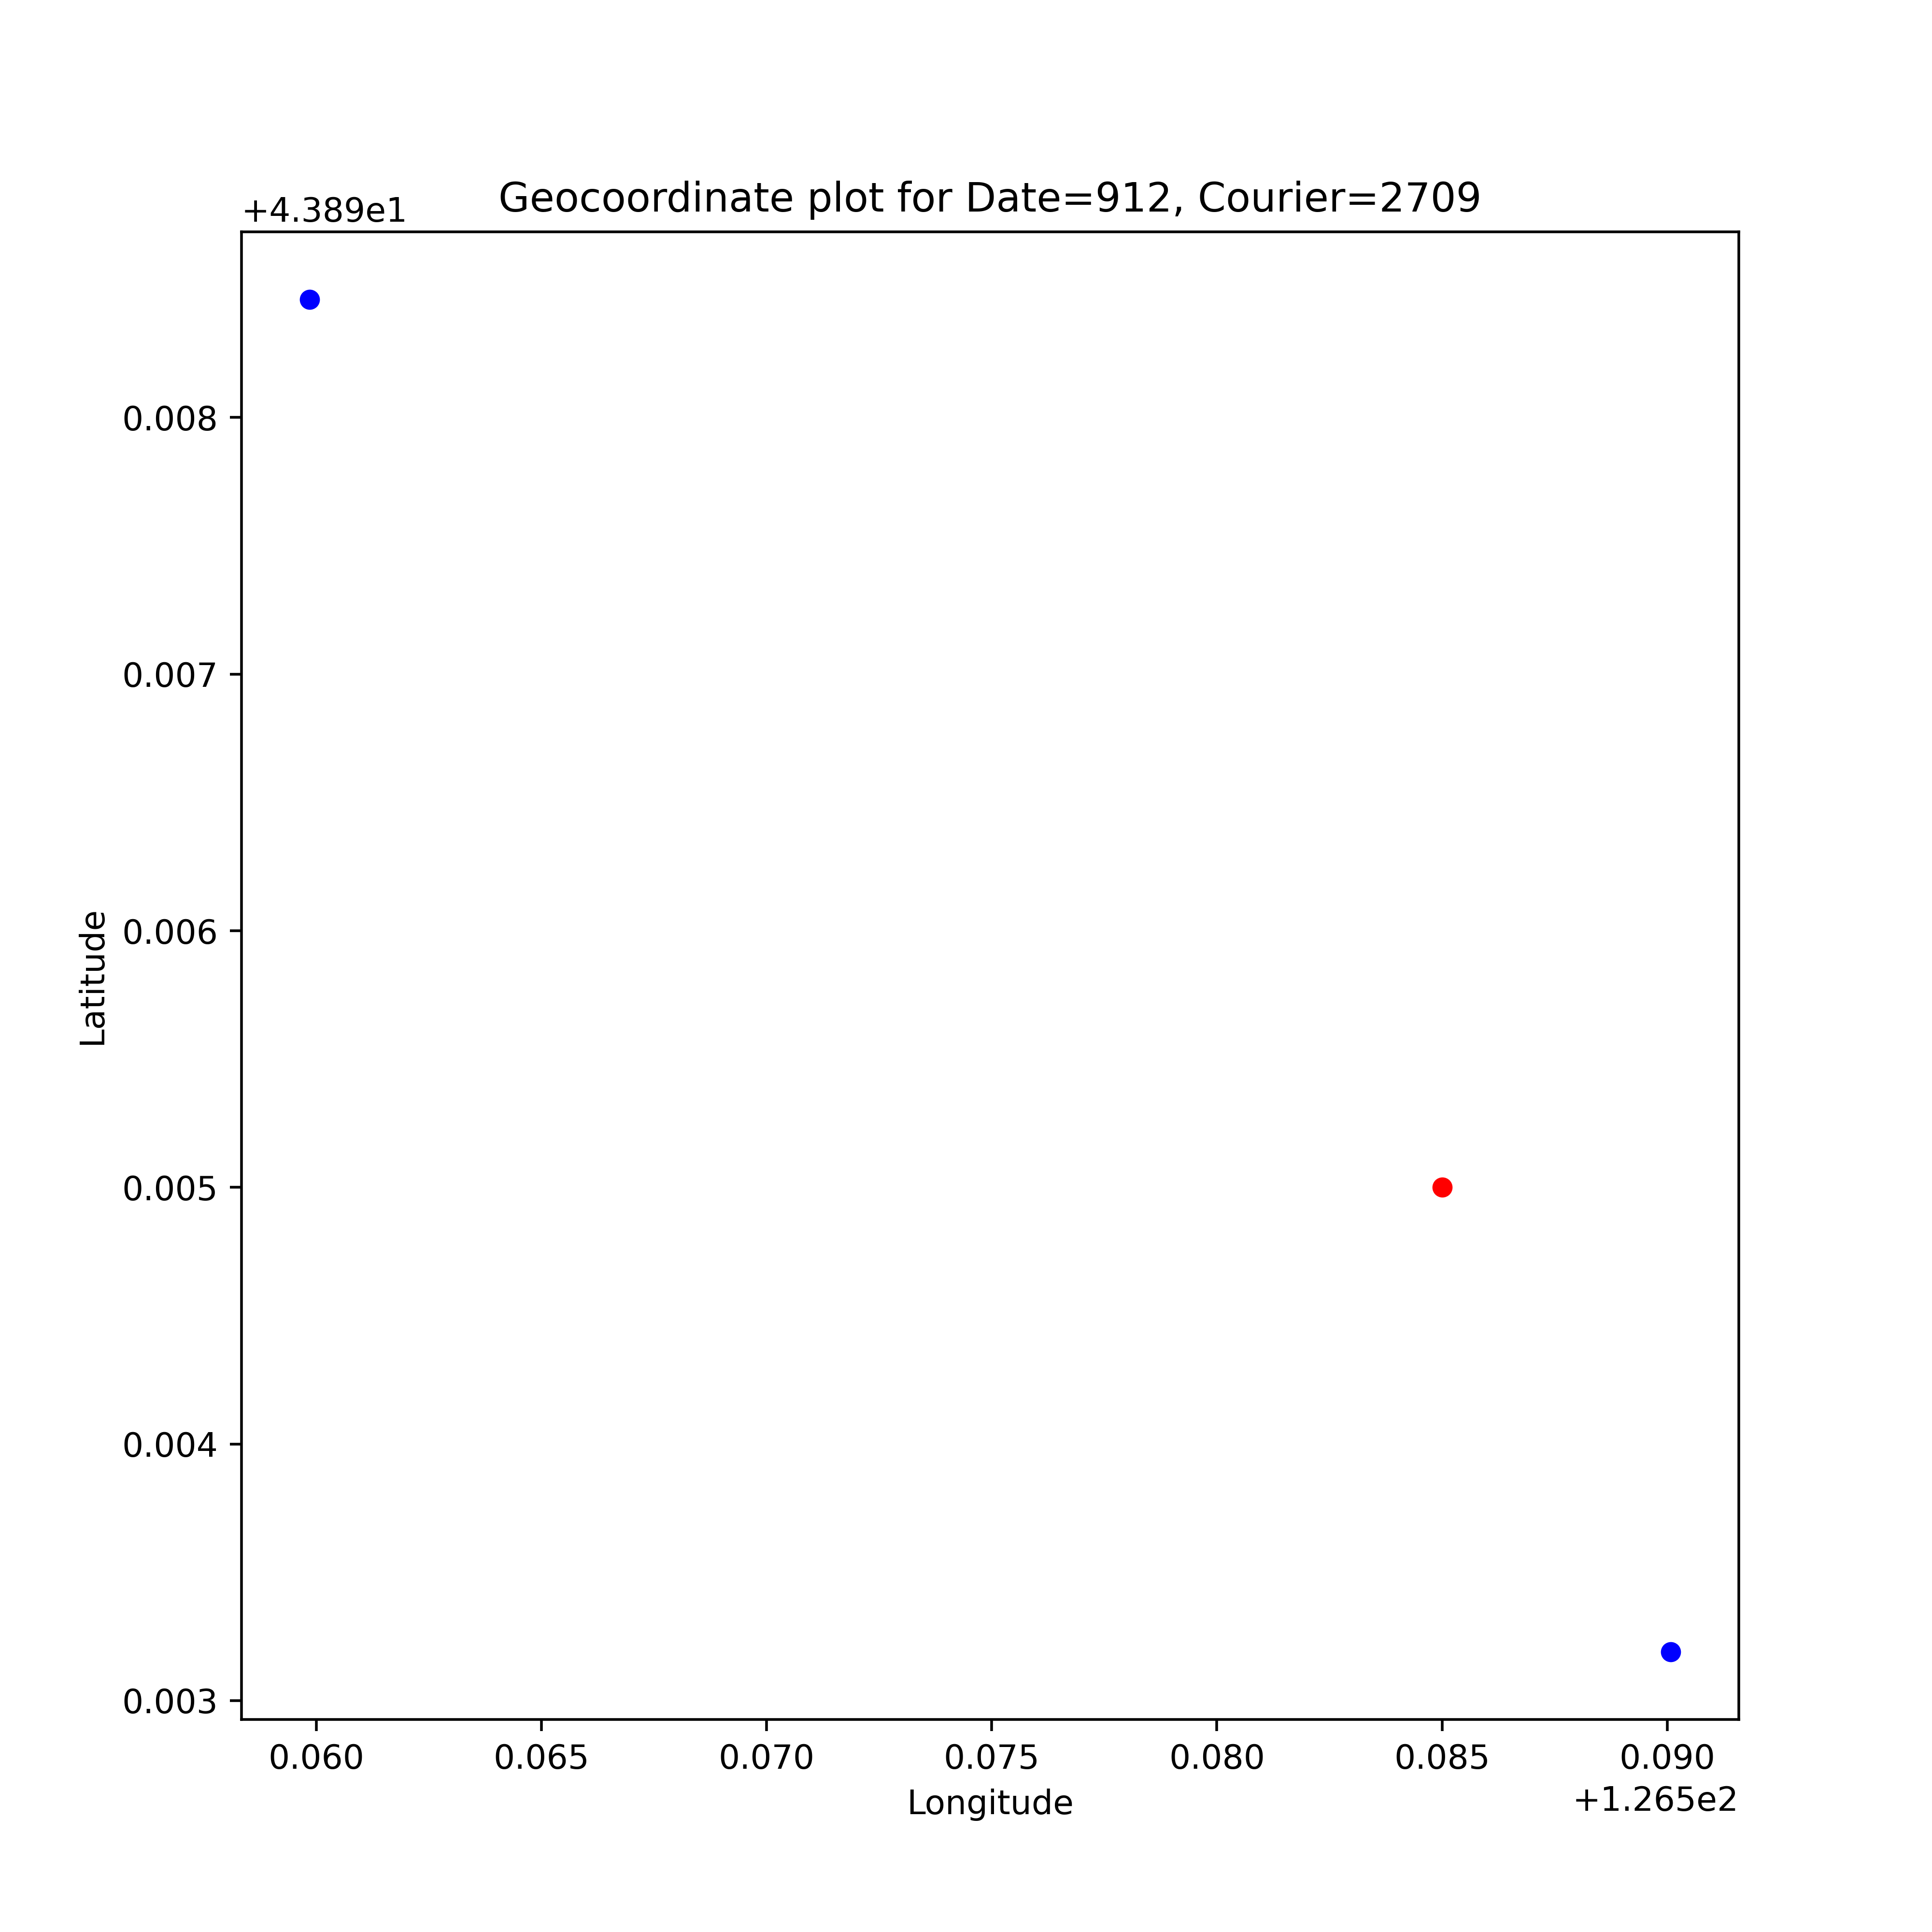 Geocoordinate plot for Date=912, Courier=2709
+4.389e1
0.008
0.007
0.006
0.005
0.004
0.003
Latitude
0.060 0.065 0.070 0.075 0.080 0.085 0.090
+1.265e2
Longitude